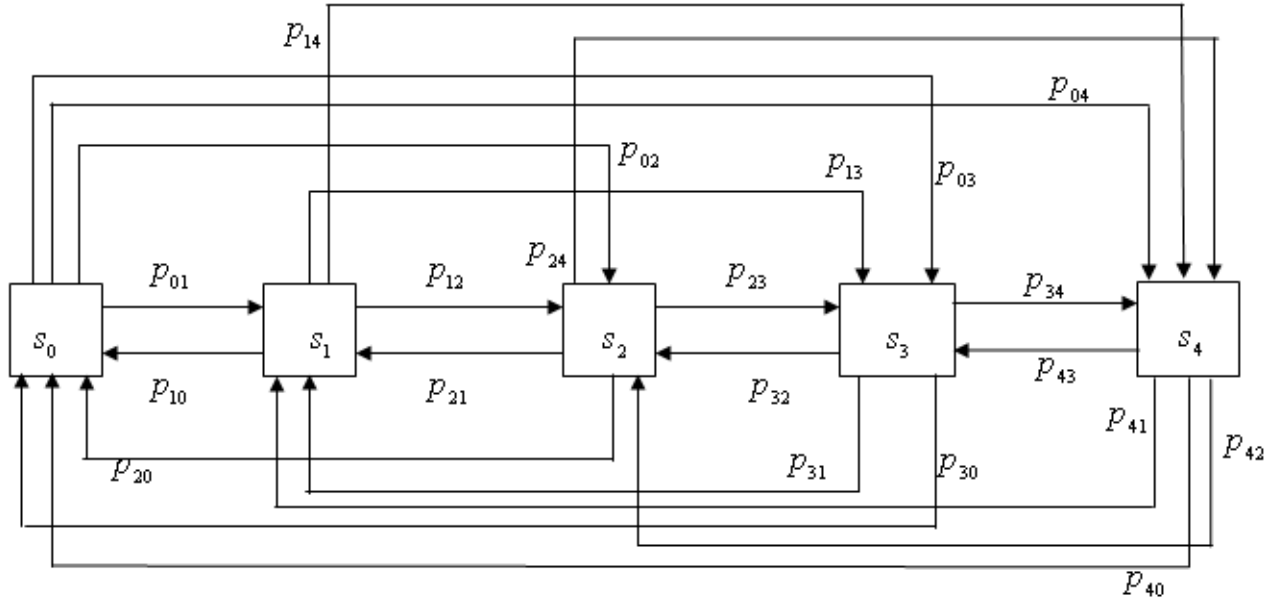 p₁₄
p₀₄
p₀₂
p₁₃
p₀₃
p₂₄
p₀₁
p₁₂
p₂₃
p₃₄
s₀
s₁
s₂
s₃
s₄
p₁₀
p₂₁
p₃₂
p₄₃
p₄₁
p₂₀
p₃₁
p₃₀
p₄₂
p₄₀